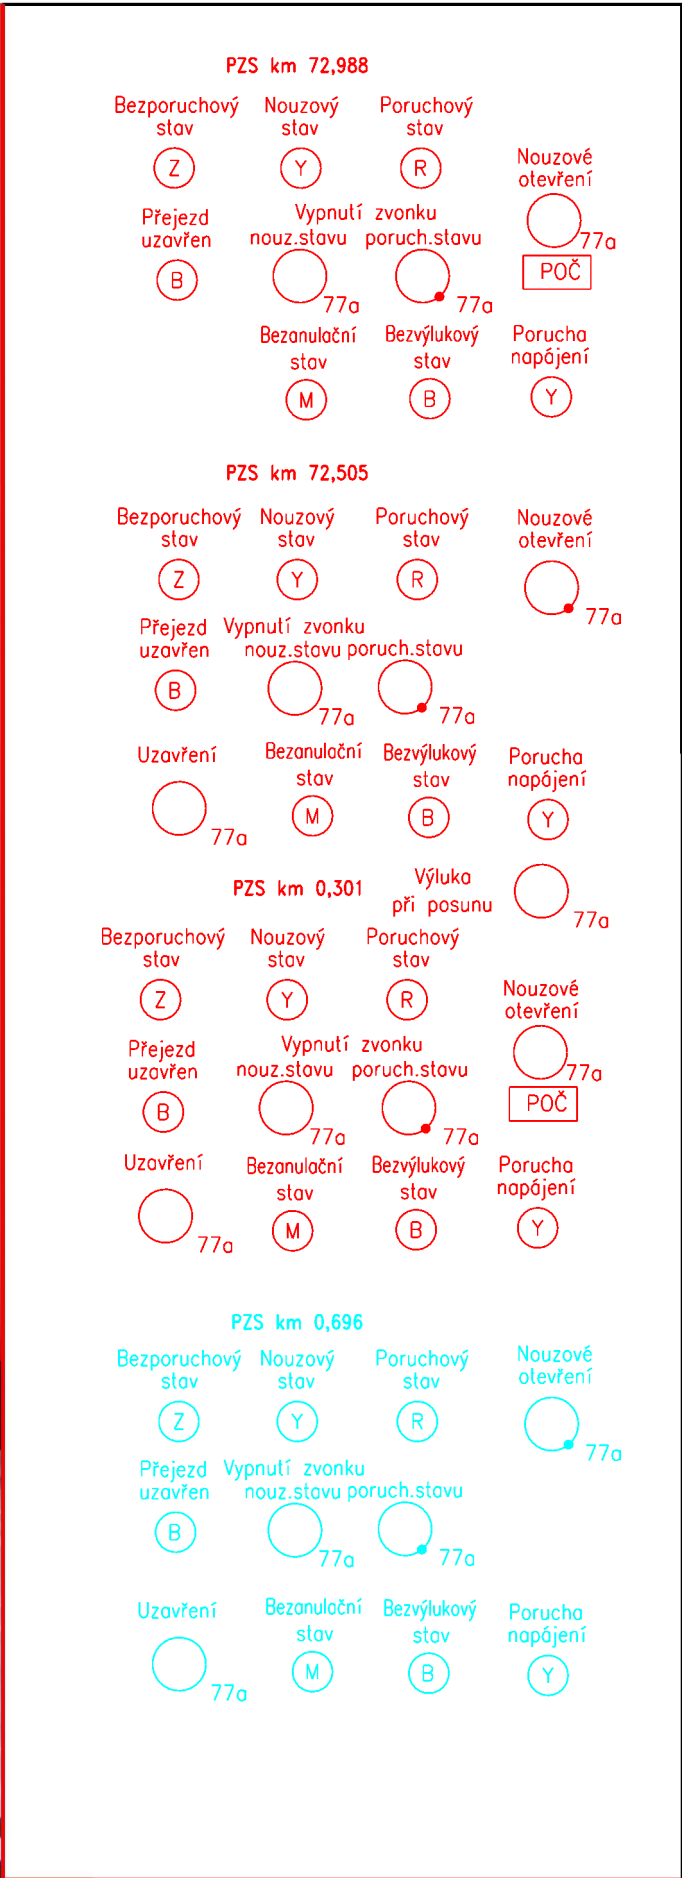 PZS km 72,988
Bezporuchový Nouzový Poruchový
stav stav stav
Z Y R
Nouzové
otevření
77a
POČ
Přejezd
uzavřen
B
Vypnutí zvonku
nouz.stavu poruch.stavu
77a 77a
Bezanulační Bezvýlukový Porucha
stav stav napájení
M B Y
PZS km 72,505
Bezporuchový Nouzový Poruchový Nouzové
stav stav stav otevření
Z Y R
77a
Přejezd Vypnutí zvonku
uzavřen nouz.stavu poruch.stavu
B
77a 77a
Uzavření Bezanulační Bezvýlukový Porucha
stav stav napájení
77a M B Y
PZS km 0,301
Výluka
při posunu
77a
Bezporuchový Nouzový Poruchový
stav stav stav
Z Y R
Nouzové
otevření
77a
POČ
Přejezd
uzavřen
B
Vypnutí zvonku
nouz.stavu poruch.stavu
77a 77a
Uzavření Bezanulační Bezvýlukový Porucha
stav stav napájení
77a M B Y
PZS km 0,696
Bezporuchový Nouzový Poruchový Nouzové
stav stav stav otevření
Z Y R
77a
Přejezd Vypnutí zvonku
uzavřen nouz.stavu poruch.stavu
B
77a 77a
Uzavření Bezanulační Bezvýlukový Porucha
stav stav napájení
77a M B Y